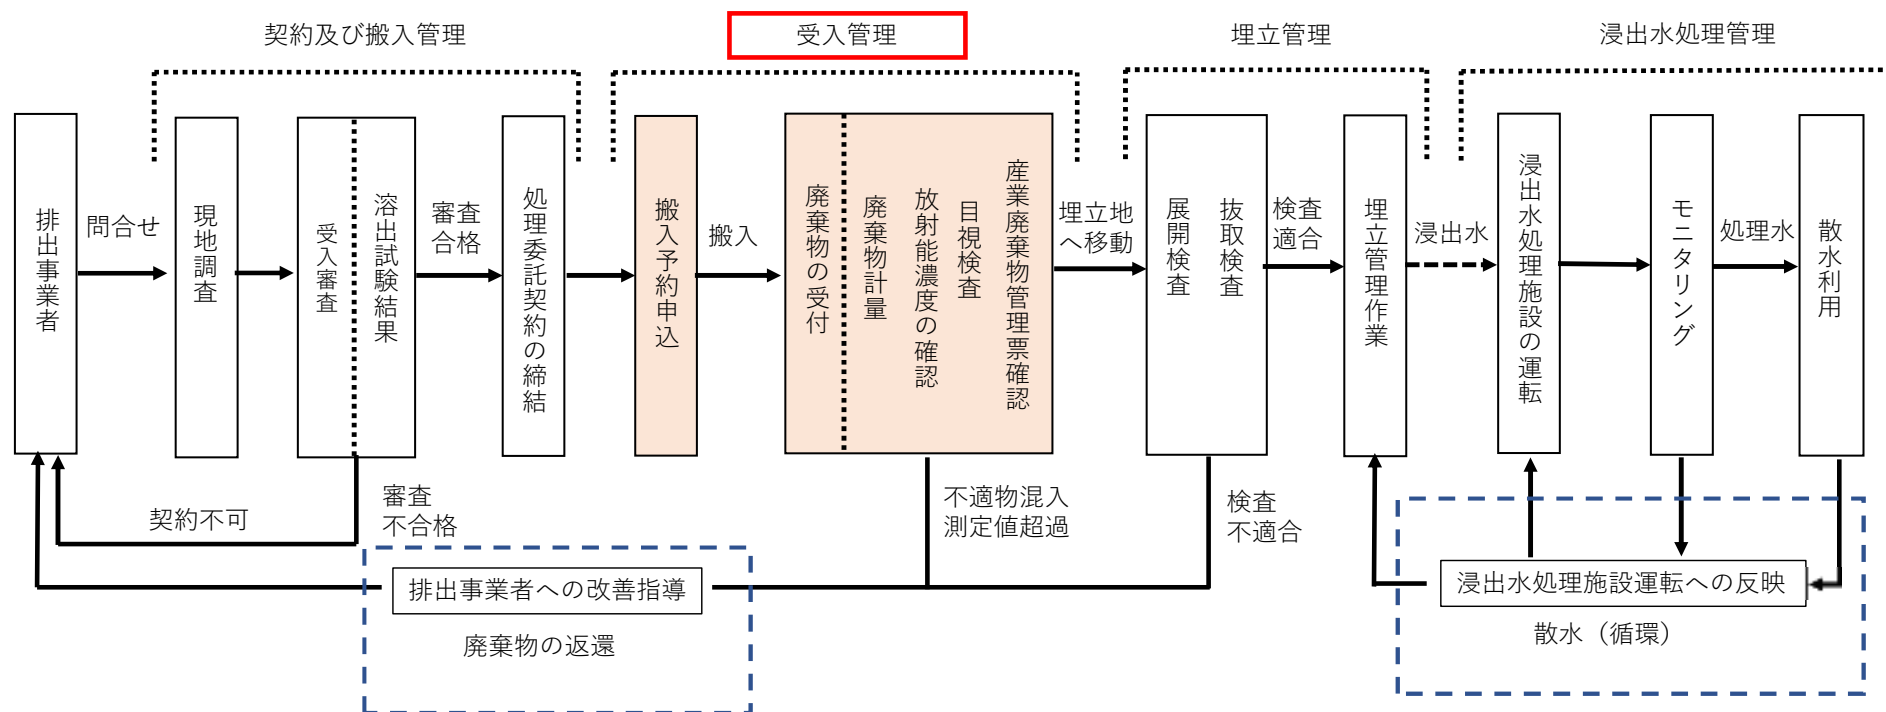 契約及び搬入管理
受入管理
埋立管理
浸出水処理管理
排出事業者
問合せ
現地調査
受入審査
溶出試験結果
審査
合格
処理委託契約の締結
搬入予約申込
搬入
廃棄物の受付
廃棄物計量
放射能濃度の確認
目視検査
産業廃棄物管理票確認
埋立地
へ移動
展開検査
抜取検査
検査
適合
埋立管理作業
浸出水
浸出水処理施設の運転
モニタリング
処理水
散水利用
契約不可
審査
不合格
不適物混入
測定値超過
検査
不適合
排出事業者への改善指導
廃棄物の返還
浸出水処理施設運転への反映
散水（循環）